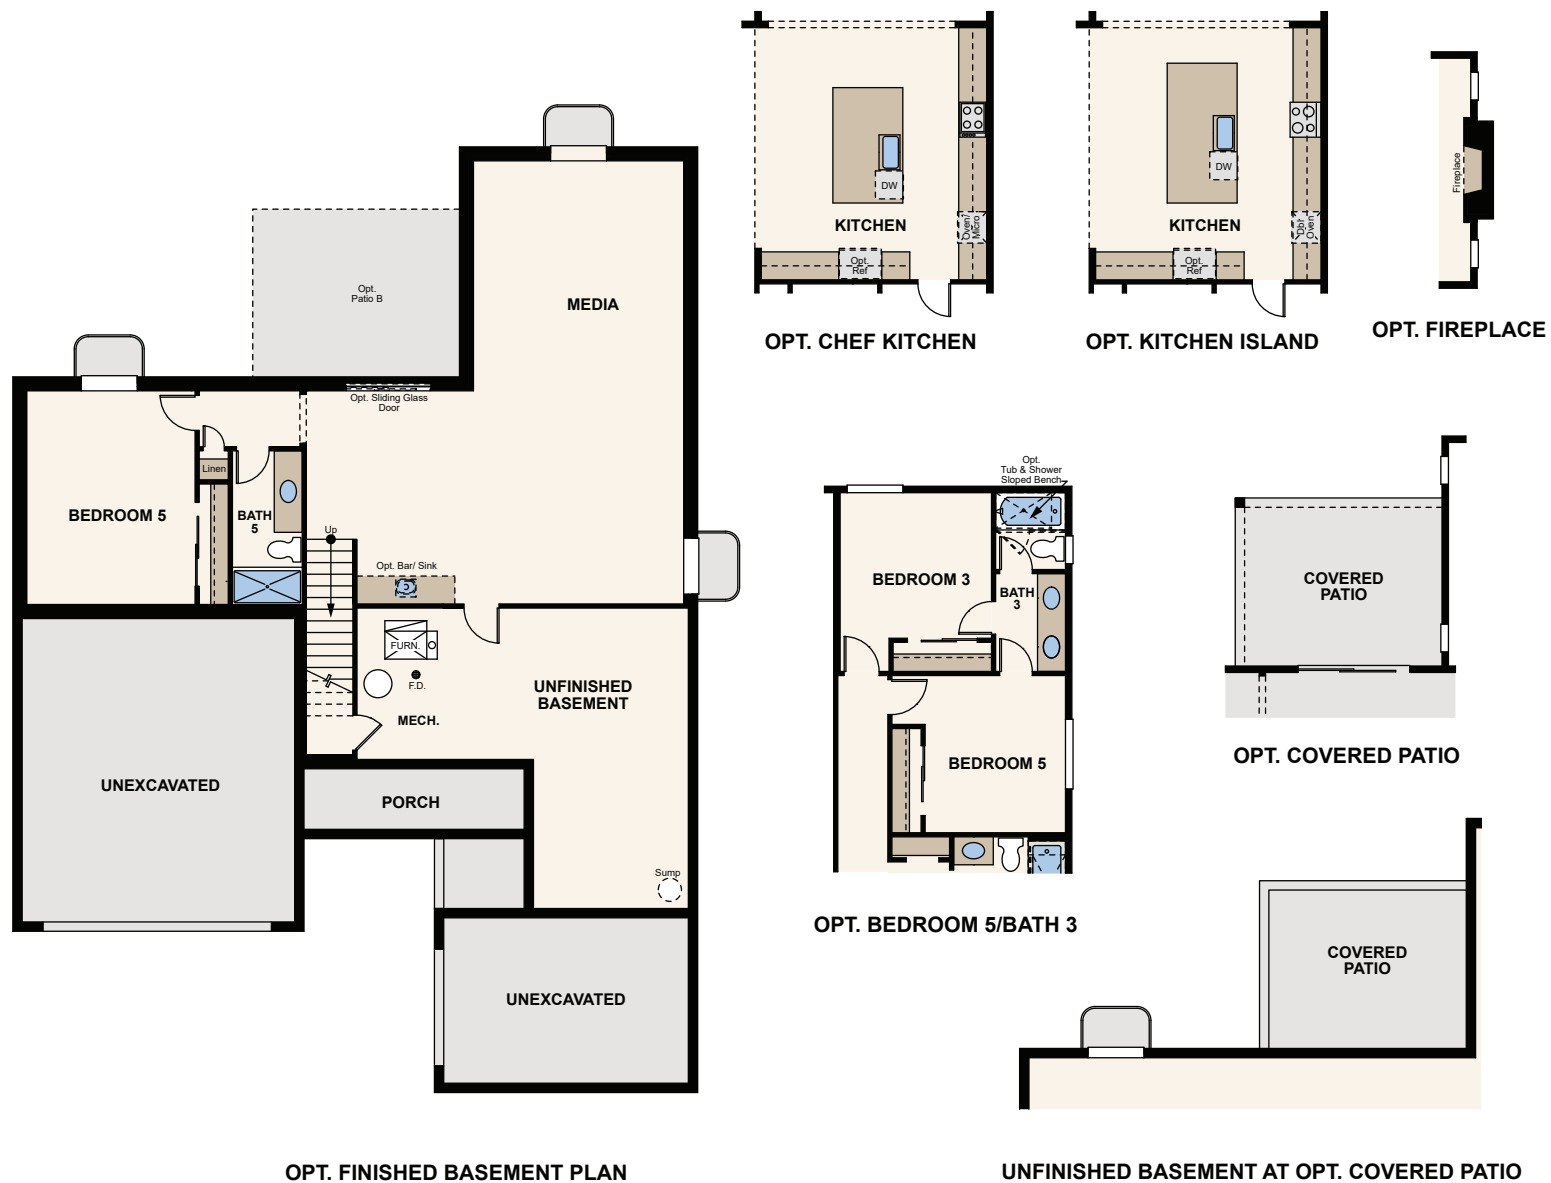 Opt.
Patio B
MEDIA
Opt. Sliding Glass
Door
Linen
BEDROOM 5
BATH
5
Up
Opt. Bar/ Sink
FURN.
F.D.
MECH.
UNFINISHED
BASEMENT
UNEXCAVATED
PORCH
Sump
UNEXCAVATED
OPT. FINISHED BASEMENT PLAN
DW
KITCHEN
Oven/
Micro
Opt.
Ref
OPT. CHEF KITCHEN
DW
KITCHEN
Dbl
Oven
Opt.
Ref
OPT. KITCHEN ISLAND
Fireplace
OPT. FIREPLACE
Opt.
Tub & Shower
Sloped Bench
BEDROOM 3
BATH
3
BEDROOM 5
OPT. BEDROOM 5/BATH 3
COVERED
PATIO
OPT. COVERED PATIO
COVERED
PATIO
UNFINISHED BASEMENT AT OPT. COVERED PATIO